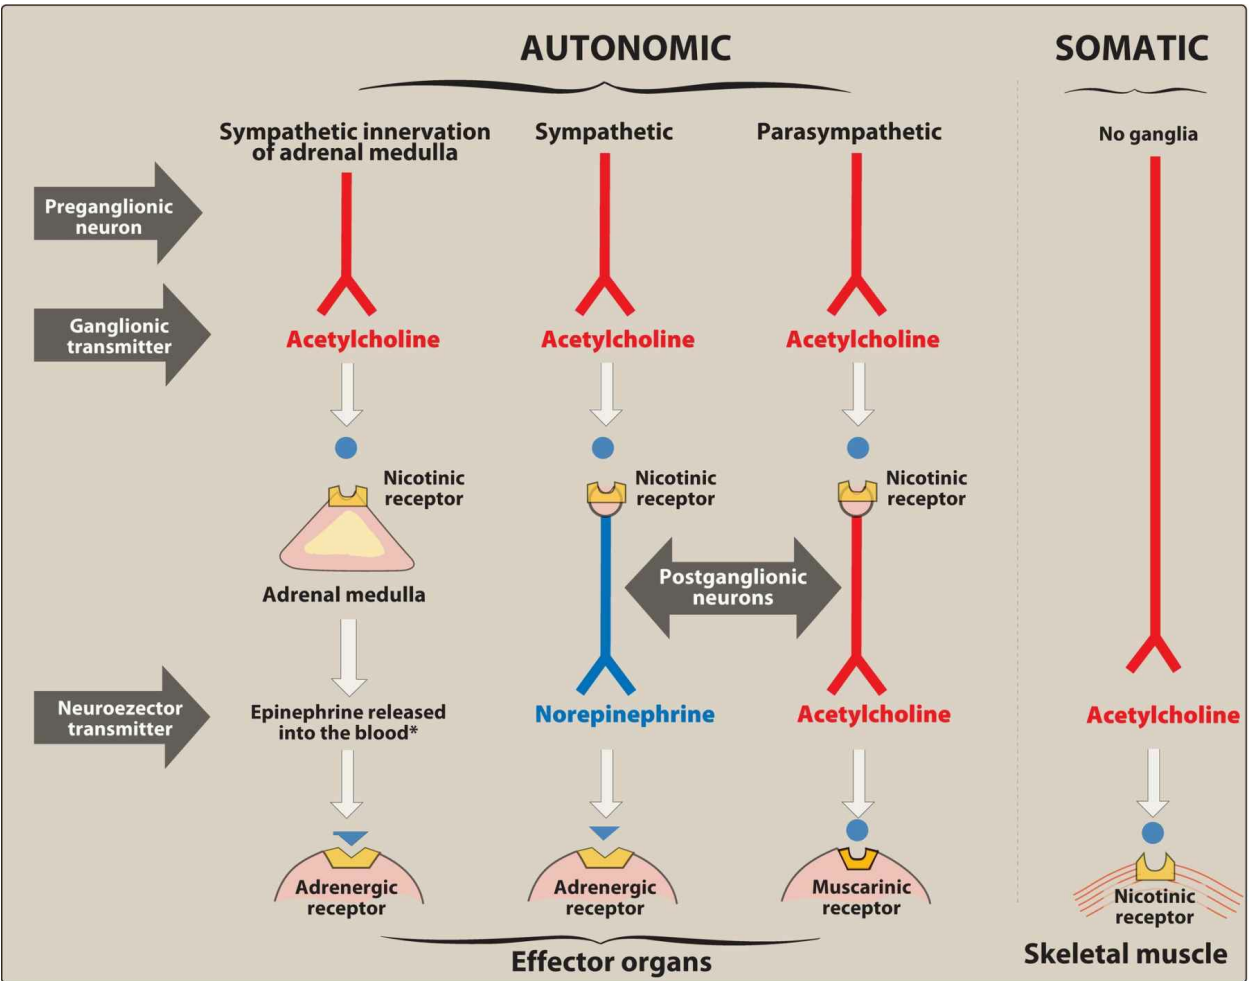 AUTONOMIC
SOMATIC
Sympathetic innervation
of adrenal medulla
Sympathetic
Parasympathetic
No ganglia
Preganglionic
neuron
Ganglionic
transmitter
Acetylcholine
Acetylcholine
Acetylcholine
Nicotinic
receptor
Nicotinic
receptor
Nicotinic
receptor
Adrenal medulla
Postganglionic
neurons
Neuroezector
transmitter
Epinephrine released
into the blood*
Norepinephrine
Acetylcholine
Acetylcholine
Adrenergic
receptor
Adrenergic
receptor
Muscarinic
receptor
Nicotinic
receptor
Effector organs
Skeletal muscle